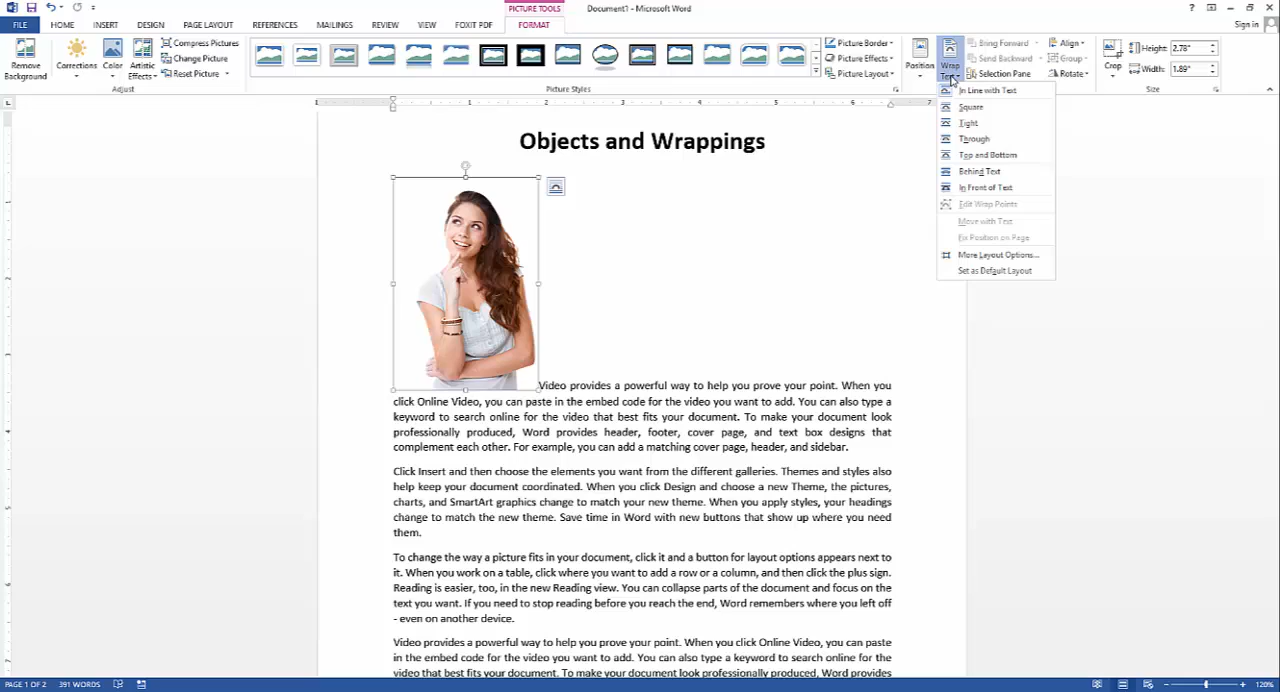 PICTURE TOOLS
Document1 - Microsoft Word
FILE HOME INSERT DESIGN PAGE LAYOUT REFERENCES MAILINGS REVIEW VIEW FOXIT PDF FORMAT
Sign in
Remove Background
Corrections
Color
Artistic Effects
Compress Pictures
Change Picture
Reset Picture
Adjust
Picture Styles
Picture Border
Picture Effects
Picture Layout
Position
Wrap Text
Bring Forward
Send Backward
Selection Pane
Align
Group
Rotate
Crop
Height: 2.78"
Width: 1.89"
Size
In Line with Text
Square
Tight
Through
Top and Bottom
Behind Text
In Front of Text
Edit Wrap Points
Move with Text
Fix Position on Page
More Layout Options...
Set as Default Layout
1 1 2 3 4 5 6 7
Objects and Wrappings
Video provides a powerful way to help you prove your point. When you
click Online Video, you can paste in the embed code for the video you want to add. You can also type a
keyword to search online for the video that best fits your document. To make your document look
professionally produced, Word provides header, footer, cover page, and text box designs that
complement each other. For example, you can add a matching cover page, header, and sidebar.
Click Insert and then choose the elements you want from the different galleries. Themes and styles also
help keep your document coordinated. When you click Design and choose a new Theme, the pictures,
charts, and SmartArt graphics change to match your new theme. When you apply styles, your headings
change to match the new theme. Save time in Word with new buttons that show up where you need
them.
To change the way a picture fits in your document, click it and a button for layout options appears next to
it. When you work on a table, click where you want to add a row or a column, and then click the plus sign.
Reading is easier, too, in the new Reading view. You can collapse parts of the document and focus on the
text you want. If you need to stop reading before you reach the end, Word remembers where you left off
- even on another device.
Video provides a powerful way to help you prove your point. When you click Online Video, you can paste
in the embed code for the video you want to add. You can also type a keyword to search online for the
video that best fits your document. To make your document look professionally produced, Word provides
PAGE 1 OF 2 391 WORDS
120%